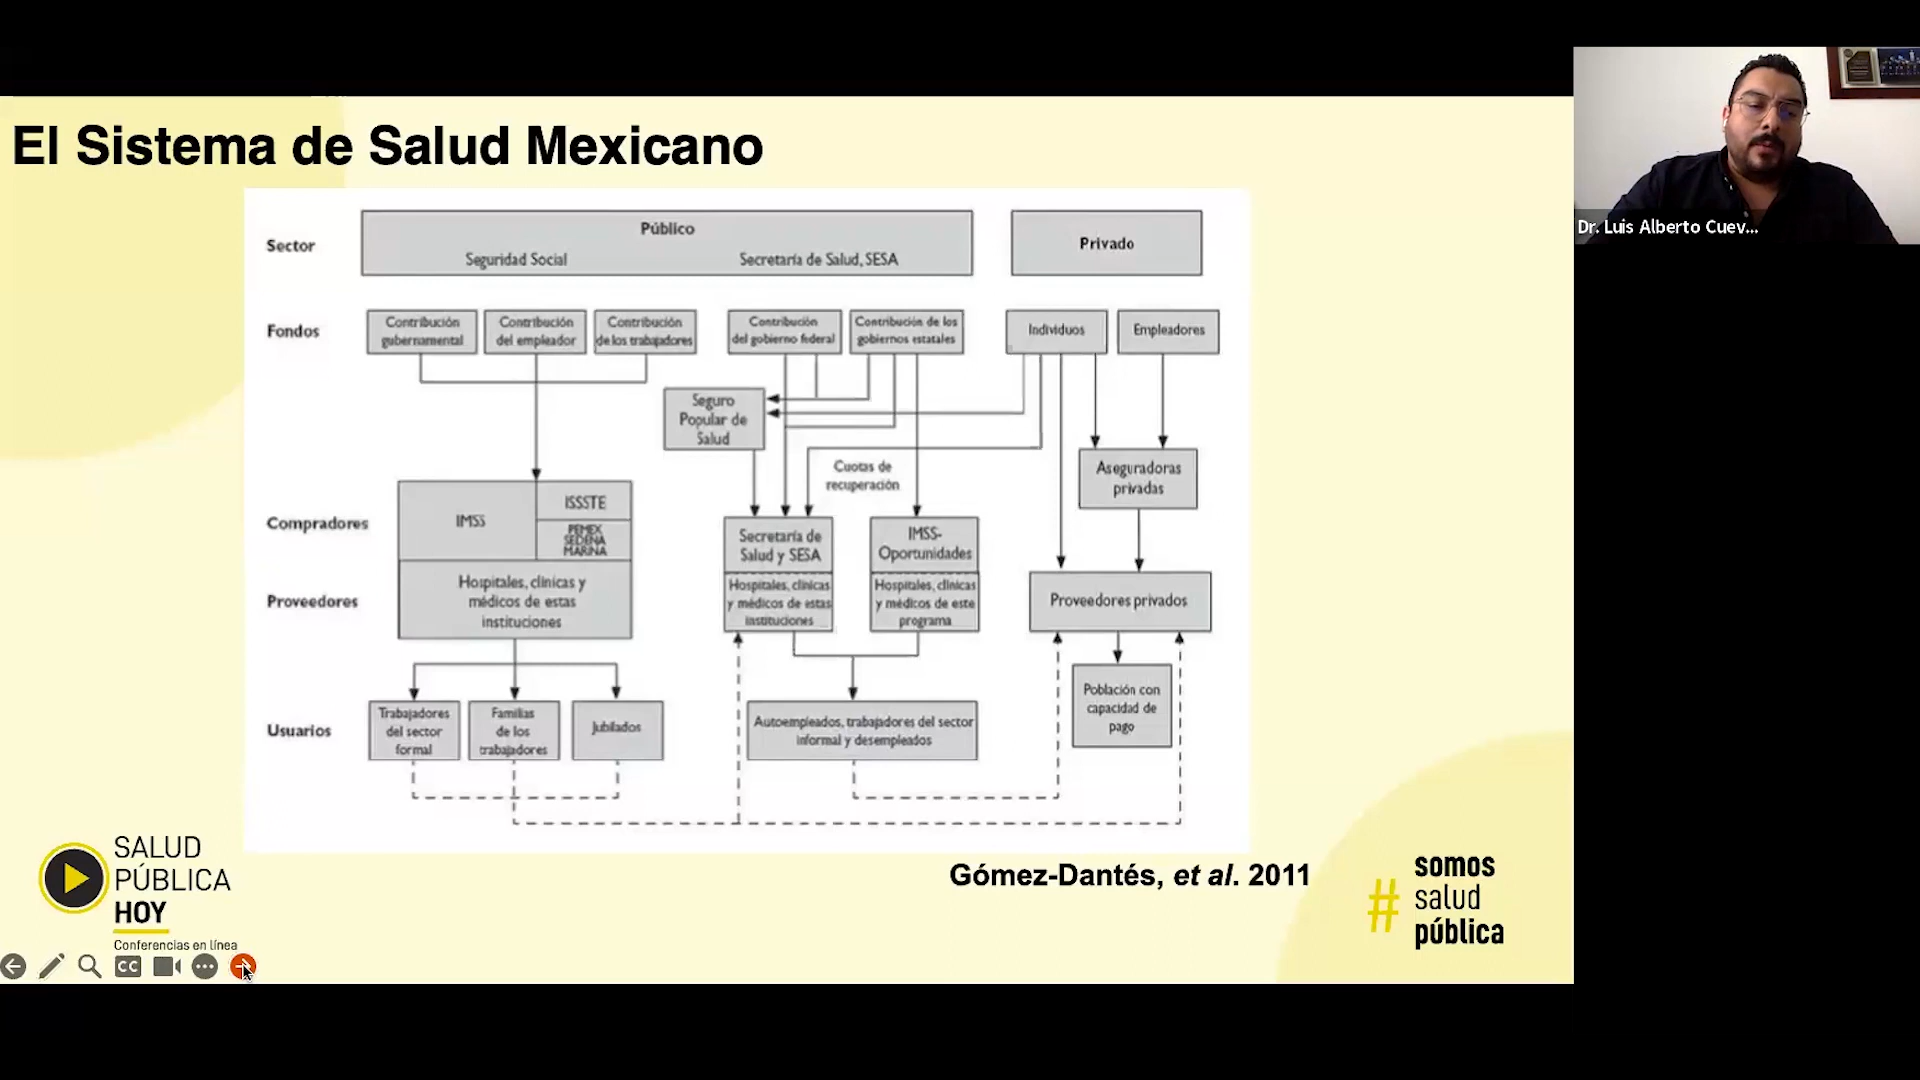 El Sistema de Salud Mexicano
Dr. Luis Alberto Cuev...
Sector
Público
Seguridad Social
Secretaría de Salud, SESA
Privado
Fondos
Contribución
gubernamental
Contribución
del empleador
Contribución
de los trabajadores
Contribución
del gobierno federal
Contribución de los
gobiernos estatales
Individuos
Empleadores
Seguro
Popular de
Salud
Cuotas de
recuperación
Aseguradoras
privadas
Compradores
IMSS
ISSSTE
PEMEX
SEDENA
MARINA
Secretaría de
Salud y SESA
IMSS-
Oportunidades
Proveedores
Hospitales, clínicas y
médicos de estas
instituciones
Hospitales, clínicas
y médicos de estas
instituciones
Hospitales, clínicas
y médicos de este
programa
Proveedores privados
Usuarios
Trabajadores
del sector
formal
Familias
de los
trabajadores
Jubilados
Autoempleados, trabajadores del sector
informal y desempleados
Población con
capacidad de
pago
Gómez-Dantés, et al. 2011
SALUD
PÚBLICA
HOY
Conferencias en línea
CC
# somos
salud
pública